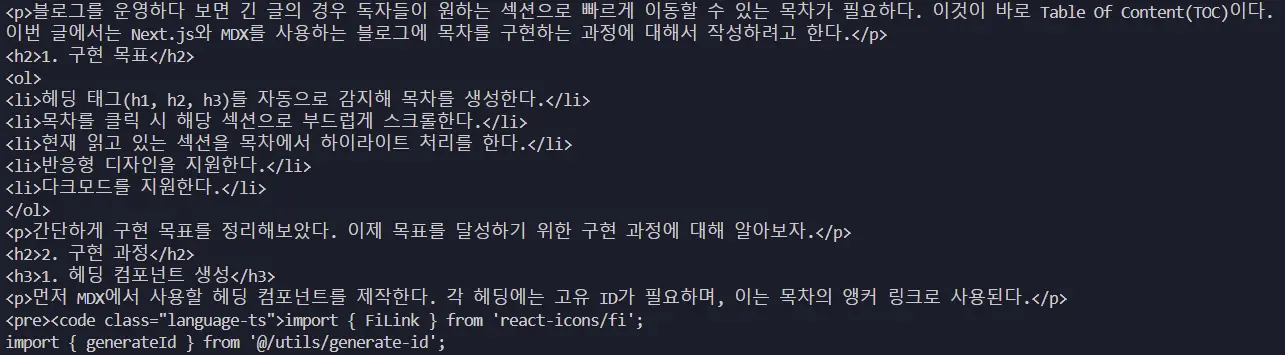 <p>블로그를 운영하다 보면 긴 글의 경우 독자들이 원하는 섹션으로 빠르게 이동할 수 있는 목차가 필요하다. 이것이 바로 Table Of Content(TOC)이다.
이번 글에서는 Next.js와 MDX를 사용하는 블로그에 목차를 구현하는 과정에 대해서 작성하려고 한다.</p>
<h2>1. 구현 목표</h2>
<ol>
<li>헤딩 태그(h1, h2, h3)를 자동으로 감지해 목차를 생성한다.</li>
<li>목차를 클릭 시 해당 섹션으로 부드럽게 스크롤한다.</li>
<li>현재 읽고 있는 섹션을 목차에서 하이라이트 처리를 한다.</li>
<li>반응형 디자인을 지원한다.</li>
<li>다크모드를 지원한다.</li>
</ol>
<p>간단하게 구현 목표를 정리해보았다. 이제 목표를 달성하기 위한 구현 과정에 대해 알아보자.</p>
<h2>2. 구현 과정</h2>
<h3>1. 헤딩 컴포넌트 생성</h3>
<p>먼저 MDX에서 사용할 헤딩 컴포넌트를 제작한다. 각 헤딩에는 고유 ID가 필요하며, 이는 목차의 앵커 링크로 사용된다.</p>
<pre><code class="language-ts">import { FiLink } from 'react-icons/fi';
import { generateId } from '@/utils/generate-id';